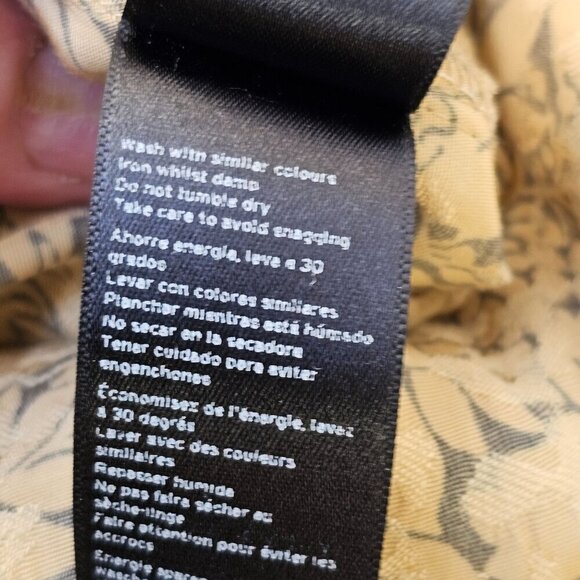 Wash with similar colours
Iron whilst damp
Do not tumble dry
Take care to avoid snagging
Ahorre energía, lave a 30
grados
Lavar con colores similares
Planchar mientras está húmedo
No secar en la secadora
Tener cuidado para evitar
enganchones
Économisez de l'énergie, lavez
à 30 degrés
Laver avec des couleurs
similaires
Repasser humide
Ne pas faire sécher au
sèche-linge
Faire attention pour éviter les
accrocs
Energie sparen